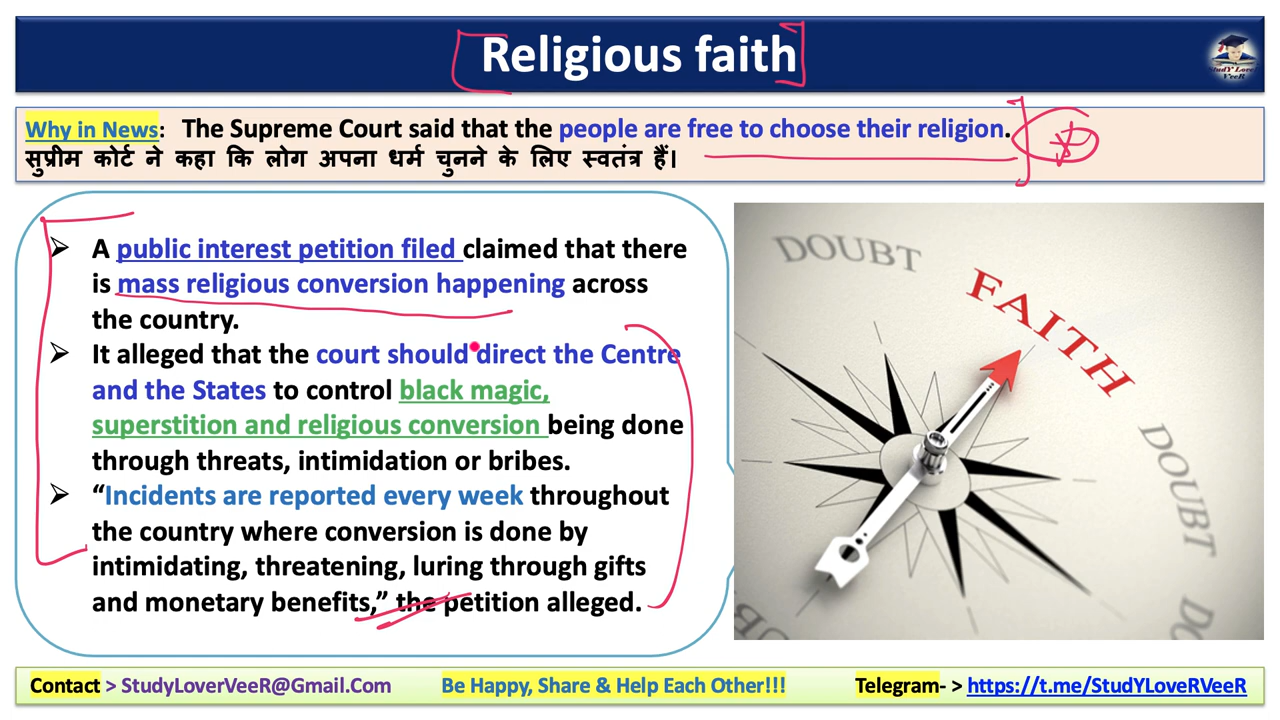 Religious faith
StudY Lover
VeeR
Why in News: The Supreme Court said that the people are free to choose their religion.
सुप्रीम कोर्ट ने कहा कि लोग अपना धर्म चुनने के लिए स्वतंत्र हैं।
➢ A public interest petition filed claimed that there
is mass religious conversion happening across
the country.
➢ It alleged that the court should direct the Centre
and the States to control black magic,
superstition and religious conversion being done
through threats, intimidation or bribes.
➢ “Incidents are reported every week throughout
the country where conversion is done by
intimidating, threatening, luring through gifts
and monetary benefits,” the petition alleged.
DOUBT
FAITH
DOUBT
Contact > StudyLoverVeeR@Gmail.Com Be Happy, Share & Help Each Other!!! Telegram- > https://t.me/StudYLoveRVeeR